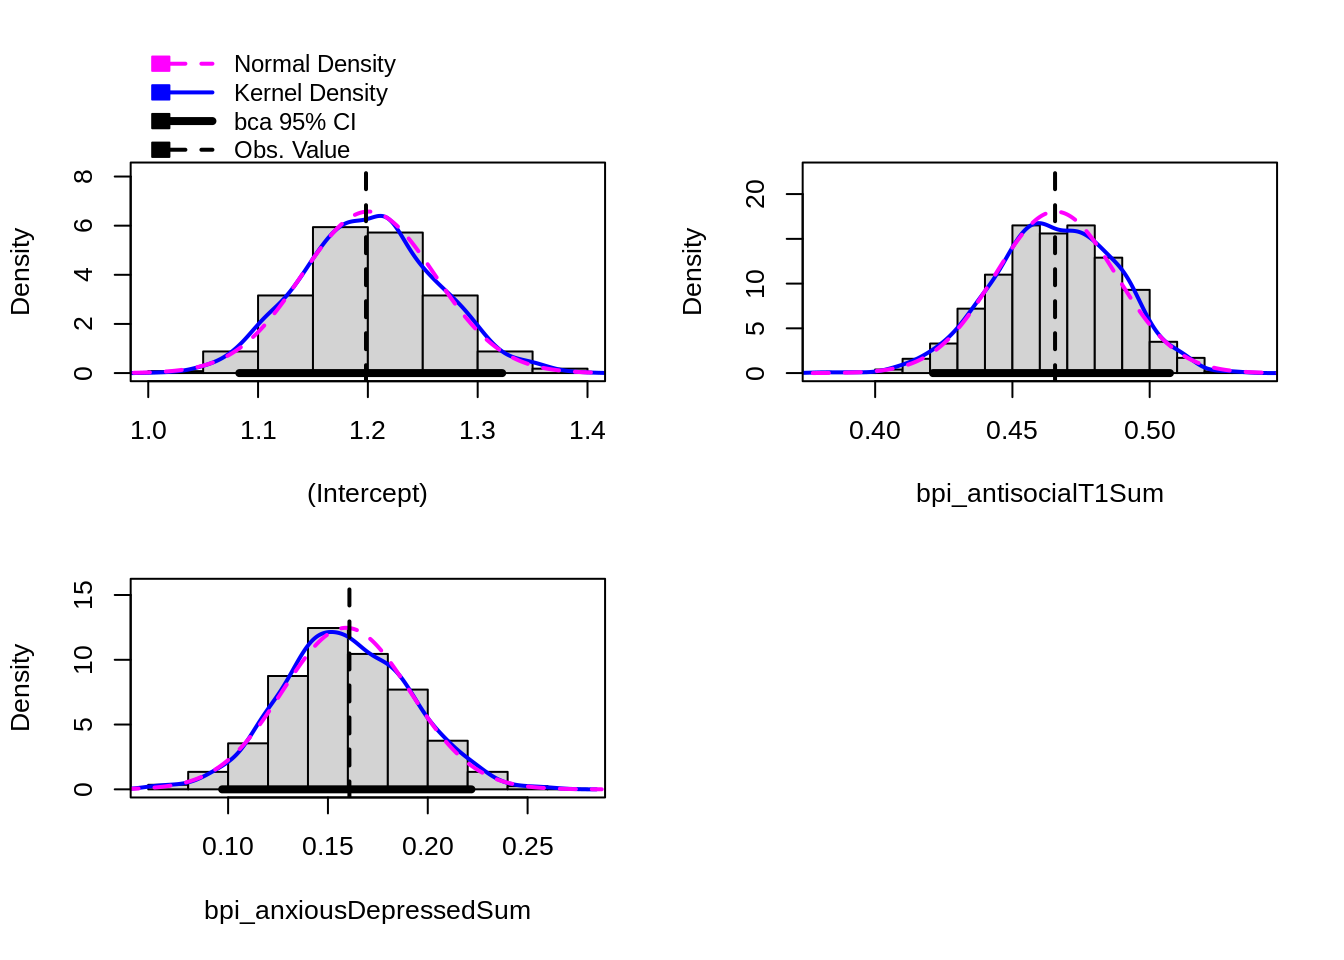 Normal Density
Kernel Density
bca 95% CI
Obs. Value
Density
0 2 4 6 8
1.0 1.1 1.2 1.3 1.4
(Intercept)
Density
0 5 10 20
0.40 0.45 0.50
bpi_antisocialT1Sum
Density
0 5 10 15
0.10 0.15 0.20 0.25
bpi_anxiousDepressedSum